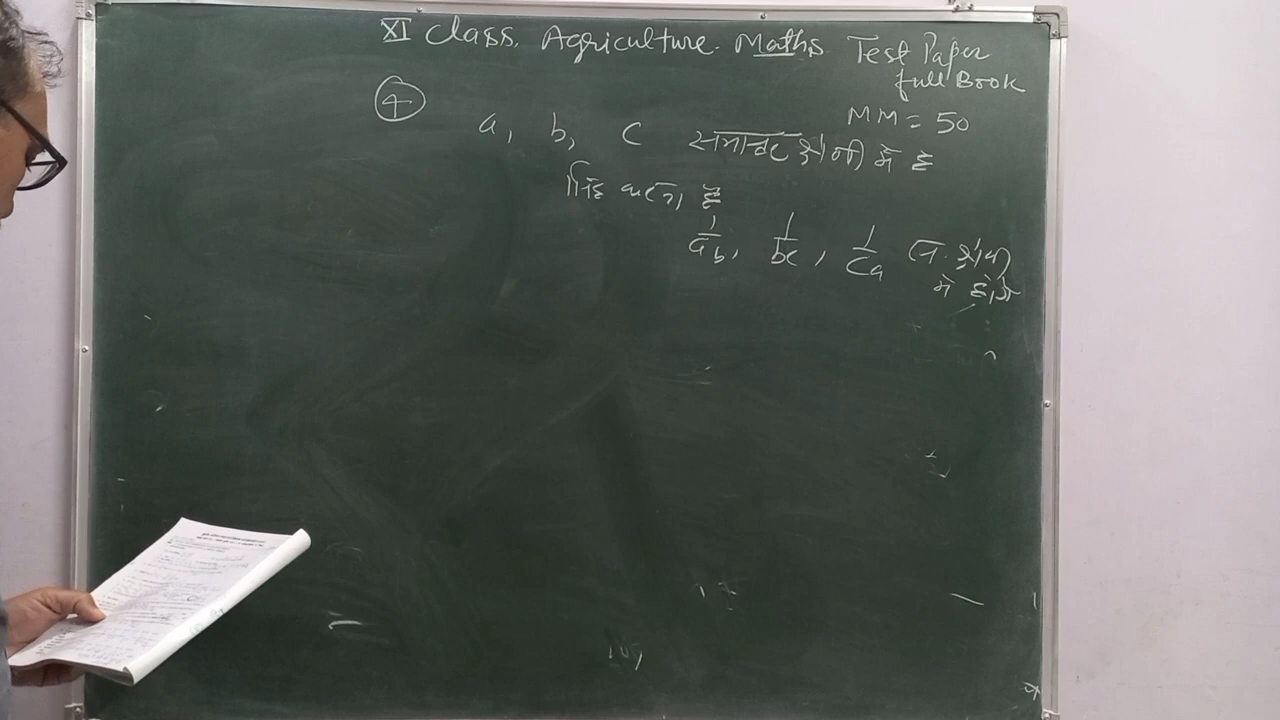 XI Class. Agriculture. Maths Test Paper
full Book
MM = 50
4
a, b, c समान्तर श्रेणी में है
सिद्ध करना है
1/ab, 1/bc, 1/ca स. श्रेणी
में होंगे